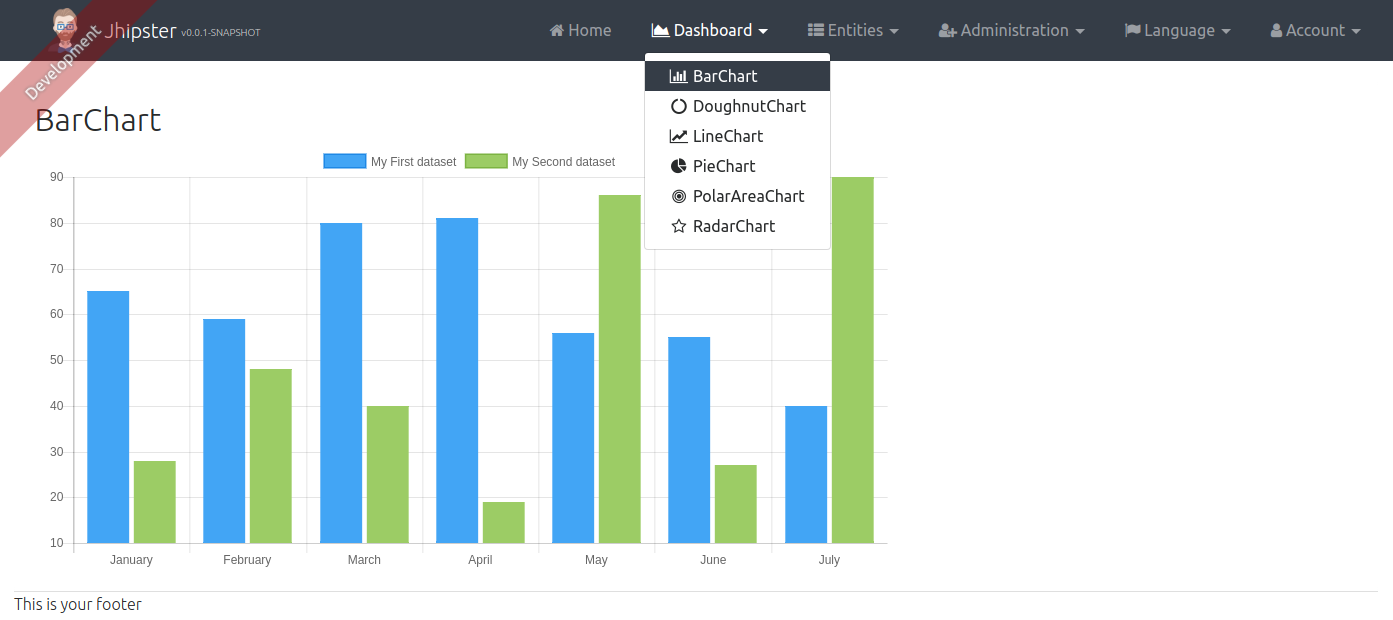 Jhipster v0.0.1-SNAPSHOT
Development
Home
Dashboard
Entities
Administration
Language
Account
BarChart
DoughnutChart
LineChart
PieChart
PolarAreaChart
RadarChart
BarChart
My First dataset
My Second dataset
90
80
70
60
50
40
30
20
10
January
February
March
April
May
June
July
This is your footer